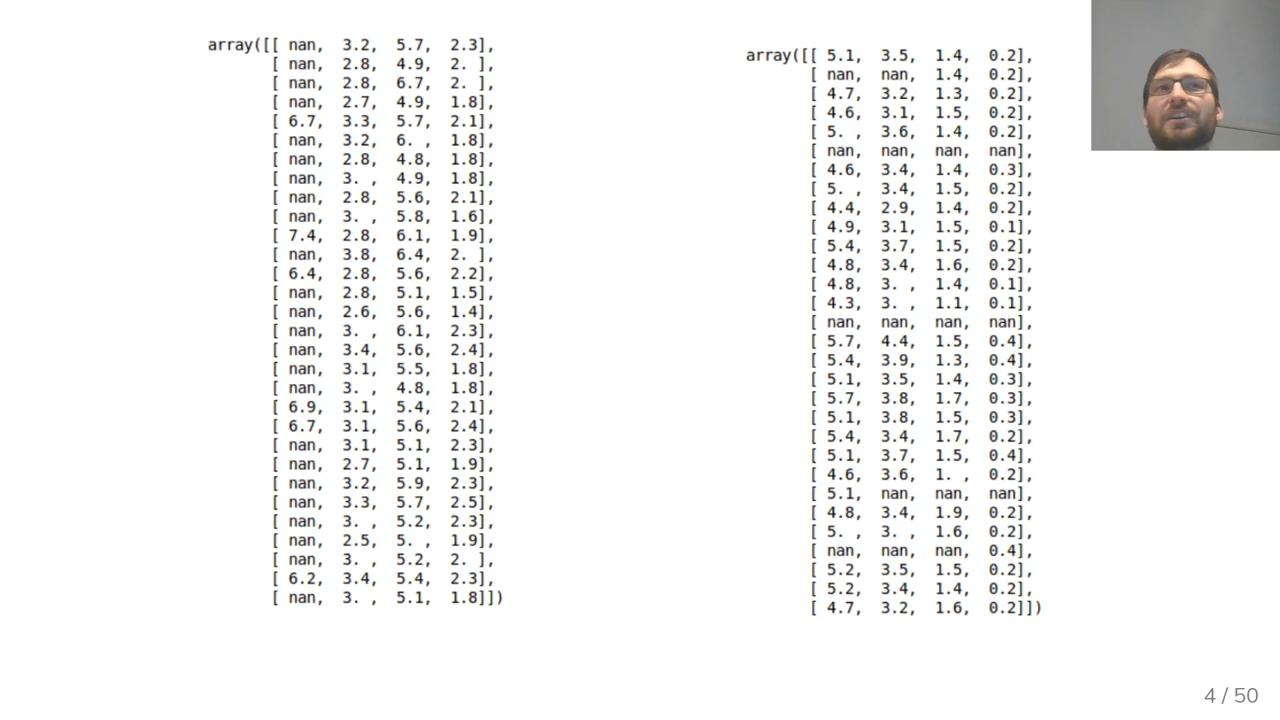 array([[ nan, 3.2, 5.7, 2.3],
[ nan, 2.8, 4.9, 2. ],
[ nan, 2.8, 6.7, 2. ],
[ nan, 2.7, 4.9, 1.8],
[ 6.7, 3.3, 5.7, 2.1],
[ nan, 3.2, 6. , 1.8],
[ nan, 2.8, 4.8, 1.8],
[ nan, 3. , 4.9, 1.8],
[ nan, 2.8, 5.6, 2.1],
[ nan, 3. , 5.8, 1.6],
[ 7.4, 2.8, 6.1, 1.9],
[ nan, 3.8, 6.4, 2. ],
[ 6.4, 2.8, 5.6, 2.2],
[ nan, 2.8, 5.1, 1.5],
[ nan, 2.6, 5.6, 1.4],
[ nan, 3. , 6.1, 2.3],
[ nan, 3.4, 5.6, 2.4],
[ nan, 3.1, 5.5, 1.8],
[ nan, 3. , 4.8, 1.8],
[ 6.9, 3.1, 5.4, 2.1],
[ 6.7, 3.1, 5.6, 2.4],
[ nan, 3.1, 5.1, 2.3],
[ nan, 2.7, 5.1, 1.9],
[ nan, 3.2, 5.9, 2.3],
[ nan, 3.3, 5.7, 2.5],
[ nan, 3. , 5.2, 2.3],
[ nan, 2.5, 5. , 1.9],
[ nan, 3. , 5.2, 2. ],
[ 6.2, 3.4, 5.4, 2.3],
[ nan, 3. , 5.1, 1.8]])
array([[ 5.1, 3.5, 1.4, 0.2],
[ nan, nan, 1.4, 0.2],
[ 4.7, 3.2, 1.3, 0.2],
[ 4.6, 3.1, 1.5, 0.2],
[ 5. , 3.6, 1.4, 0.2],
[ nan, nan, nan, nan],
[ 4.6, 3.4, 1.4, 0.3],
[ 5. , 3.4, 1.5, 0.2],
[ 4.4, 2.9, 1.4, 0.2],
[ 4.9, 3.1, 1.5, 0.1],
[ 5.4, 3.7, 1.5, 0.2],
[ 4.8, 3.4, 1.6, 0.2],
[ 4.8, 3. , 1.4, 0.1],
[ 4.3, 3. , 1.1, 0.1],
[ nan, nan, nan, nan],
[ 5.7, 4.4, 1.5, 0.4],
[ 5.4, 3.9, 1.3, 0.4],
[ 5.1, 3.5, 1.4, 0.3],
[ 5.7, 3.8, 1.7, 0.3],
[ 5.1, 3.8, 1.5, 0.3],
[ 5.4, 3.4, 1.7, 0.2],
[ 5.1, 3.7, 1.5, 0.4],
[ 4.6, 3.6, 1. , 0.2],
[ 5.1, nan, nan, nan],
[ 4.8, 3.4, 1.9, 0.2],
[ 5. , 3. , 1.6, 0.2],
[ nan, nan, nan, 0.4],
[ 5.2, 3.5, 1.5, 0.2],
[ 5.2, 3.4, 1.4, 0.2],
[ 4.7, 3.2, 1.6, 0.2]])
4 / 50